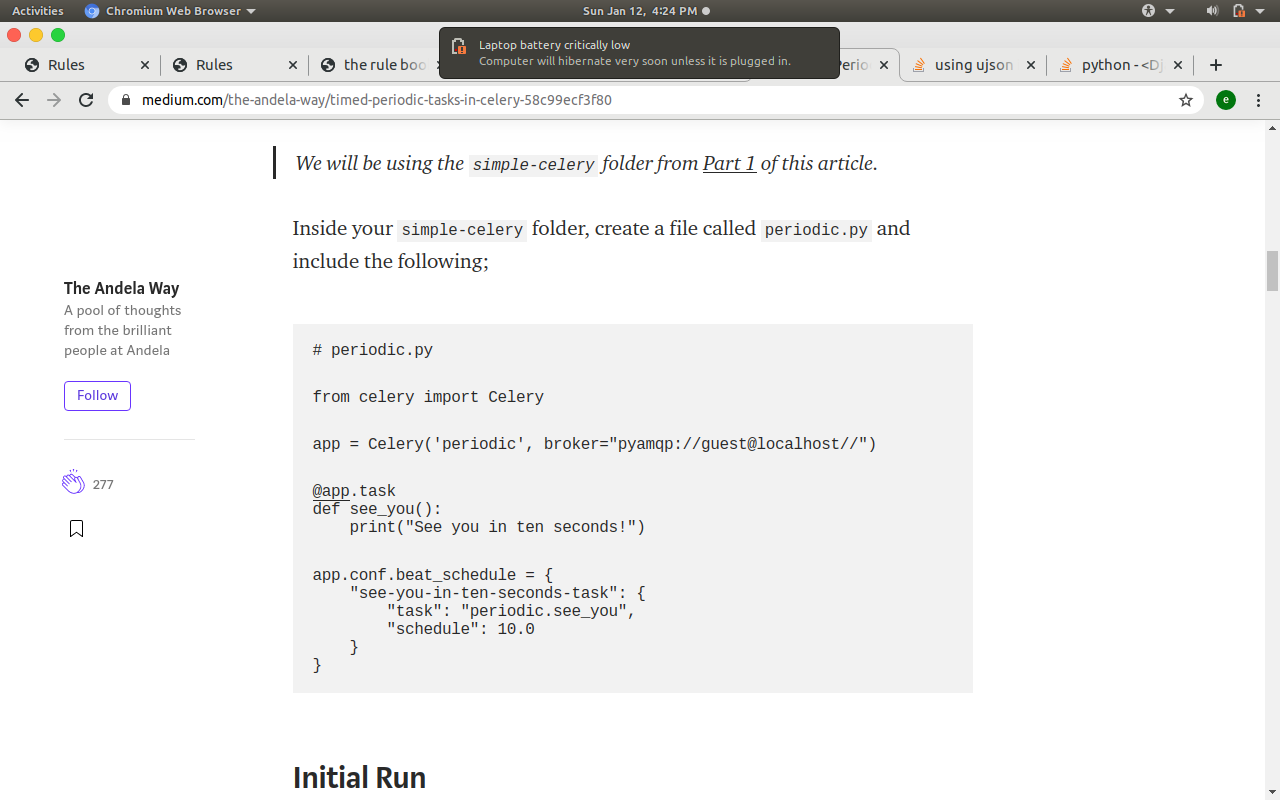 Activities
Chromium Web Browser
Sun Jan 12, 4:24 PM
Laptop battery critically low
Computer will hibernate very soon unless it is plugged in.
Rules
Rules
the rule boo
Perio
using ujson
python - <Dj
medium.com/the-andela-way/timed-periodic-tasks-in-celery-58c99ecf3f80
e
We will be using the simple-celery folder from Part 1 of this article.
Inside your simple-celery folder, create a file called periodic.py and
include the following;
The Andela Way
A pool of thoughts
from the brilliant
people at Andela
Follow
277
# periodic.py
from celery import Celery
app = Celery('periodic', broker="pyamqp://guest@localhost//")
@app.task
def see_you():
    print("See you in ten seconds!")
app.conf.beat_schedule = {
    "see-you-in-ten-seconds-task": {
        "task": "periodic.see_you",
        "schedule": 10.0
    }
}
Initial Run